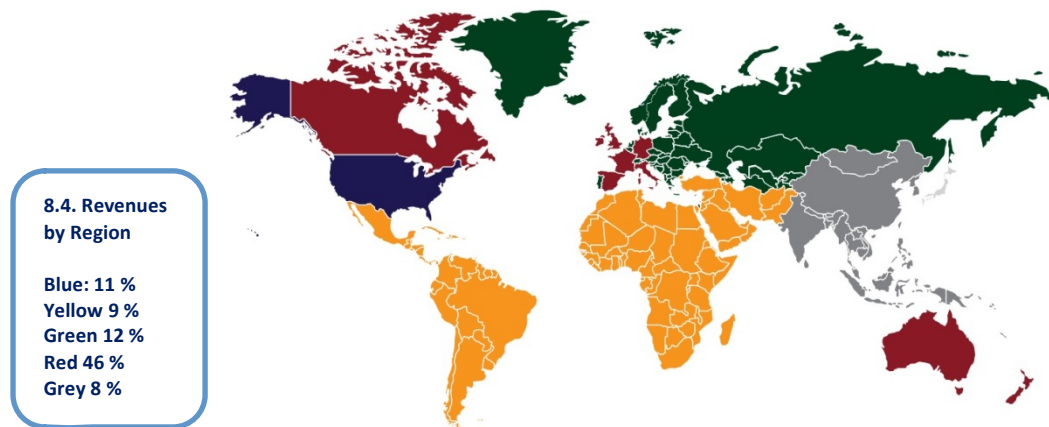 8.4. Revenues
by Region
Blue: 11 %
Yellow 9 %
Green 12 %
Red 46 %
Grey 8 %